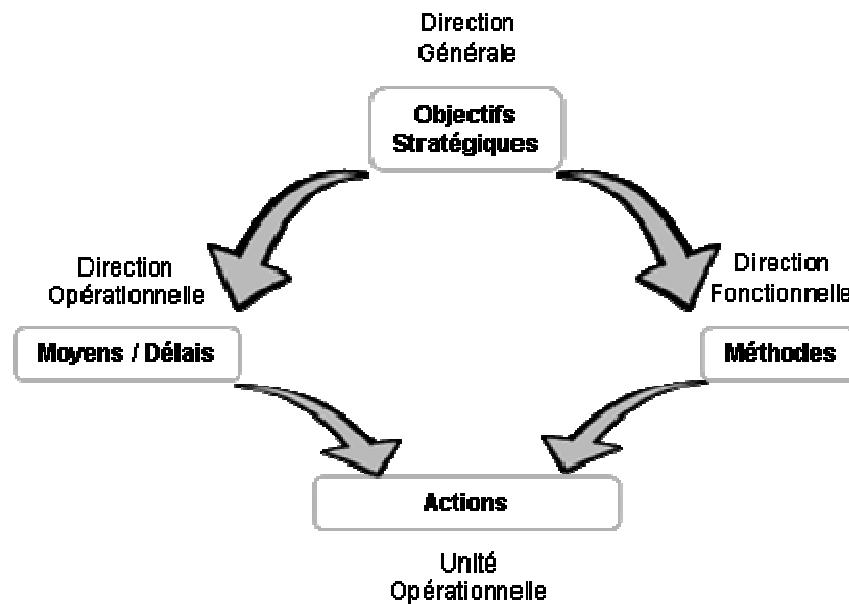 Direction
Générale
Objectifs
Stratégiques
Direction
Opérationnelle
Direction
Fonctionnelle
Moyens / Délais
Méthodes
Actions
Unité
Opérationnelle